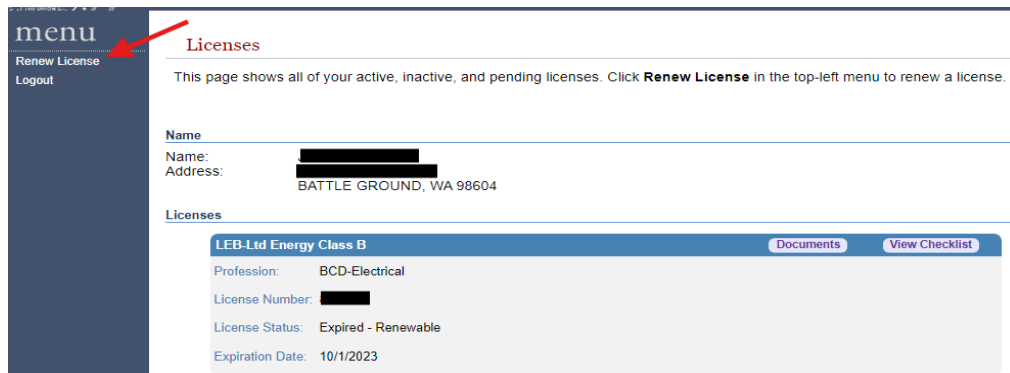 menu
Renew License
Logout
Licenses
This page shows all of your active, inactive, and pending licenses. Click Renew License in the top-left menu to renew a license.
Name
Name:
Address:
BATTLE GROUND, WA 98604
Licenses
LEB-Ltd Energy Class B Documents View Checklist
Profession: BCD-Electrical
License Number:
License Status: Expired - Renewable
Expiration Date: 10/1/2023